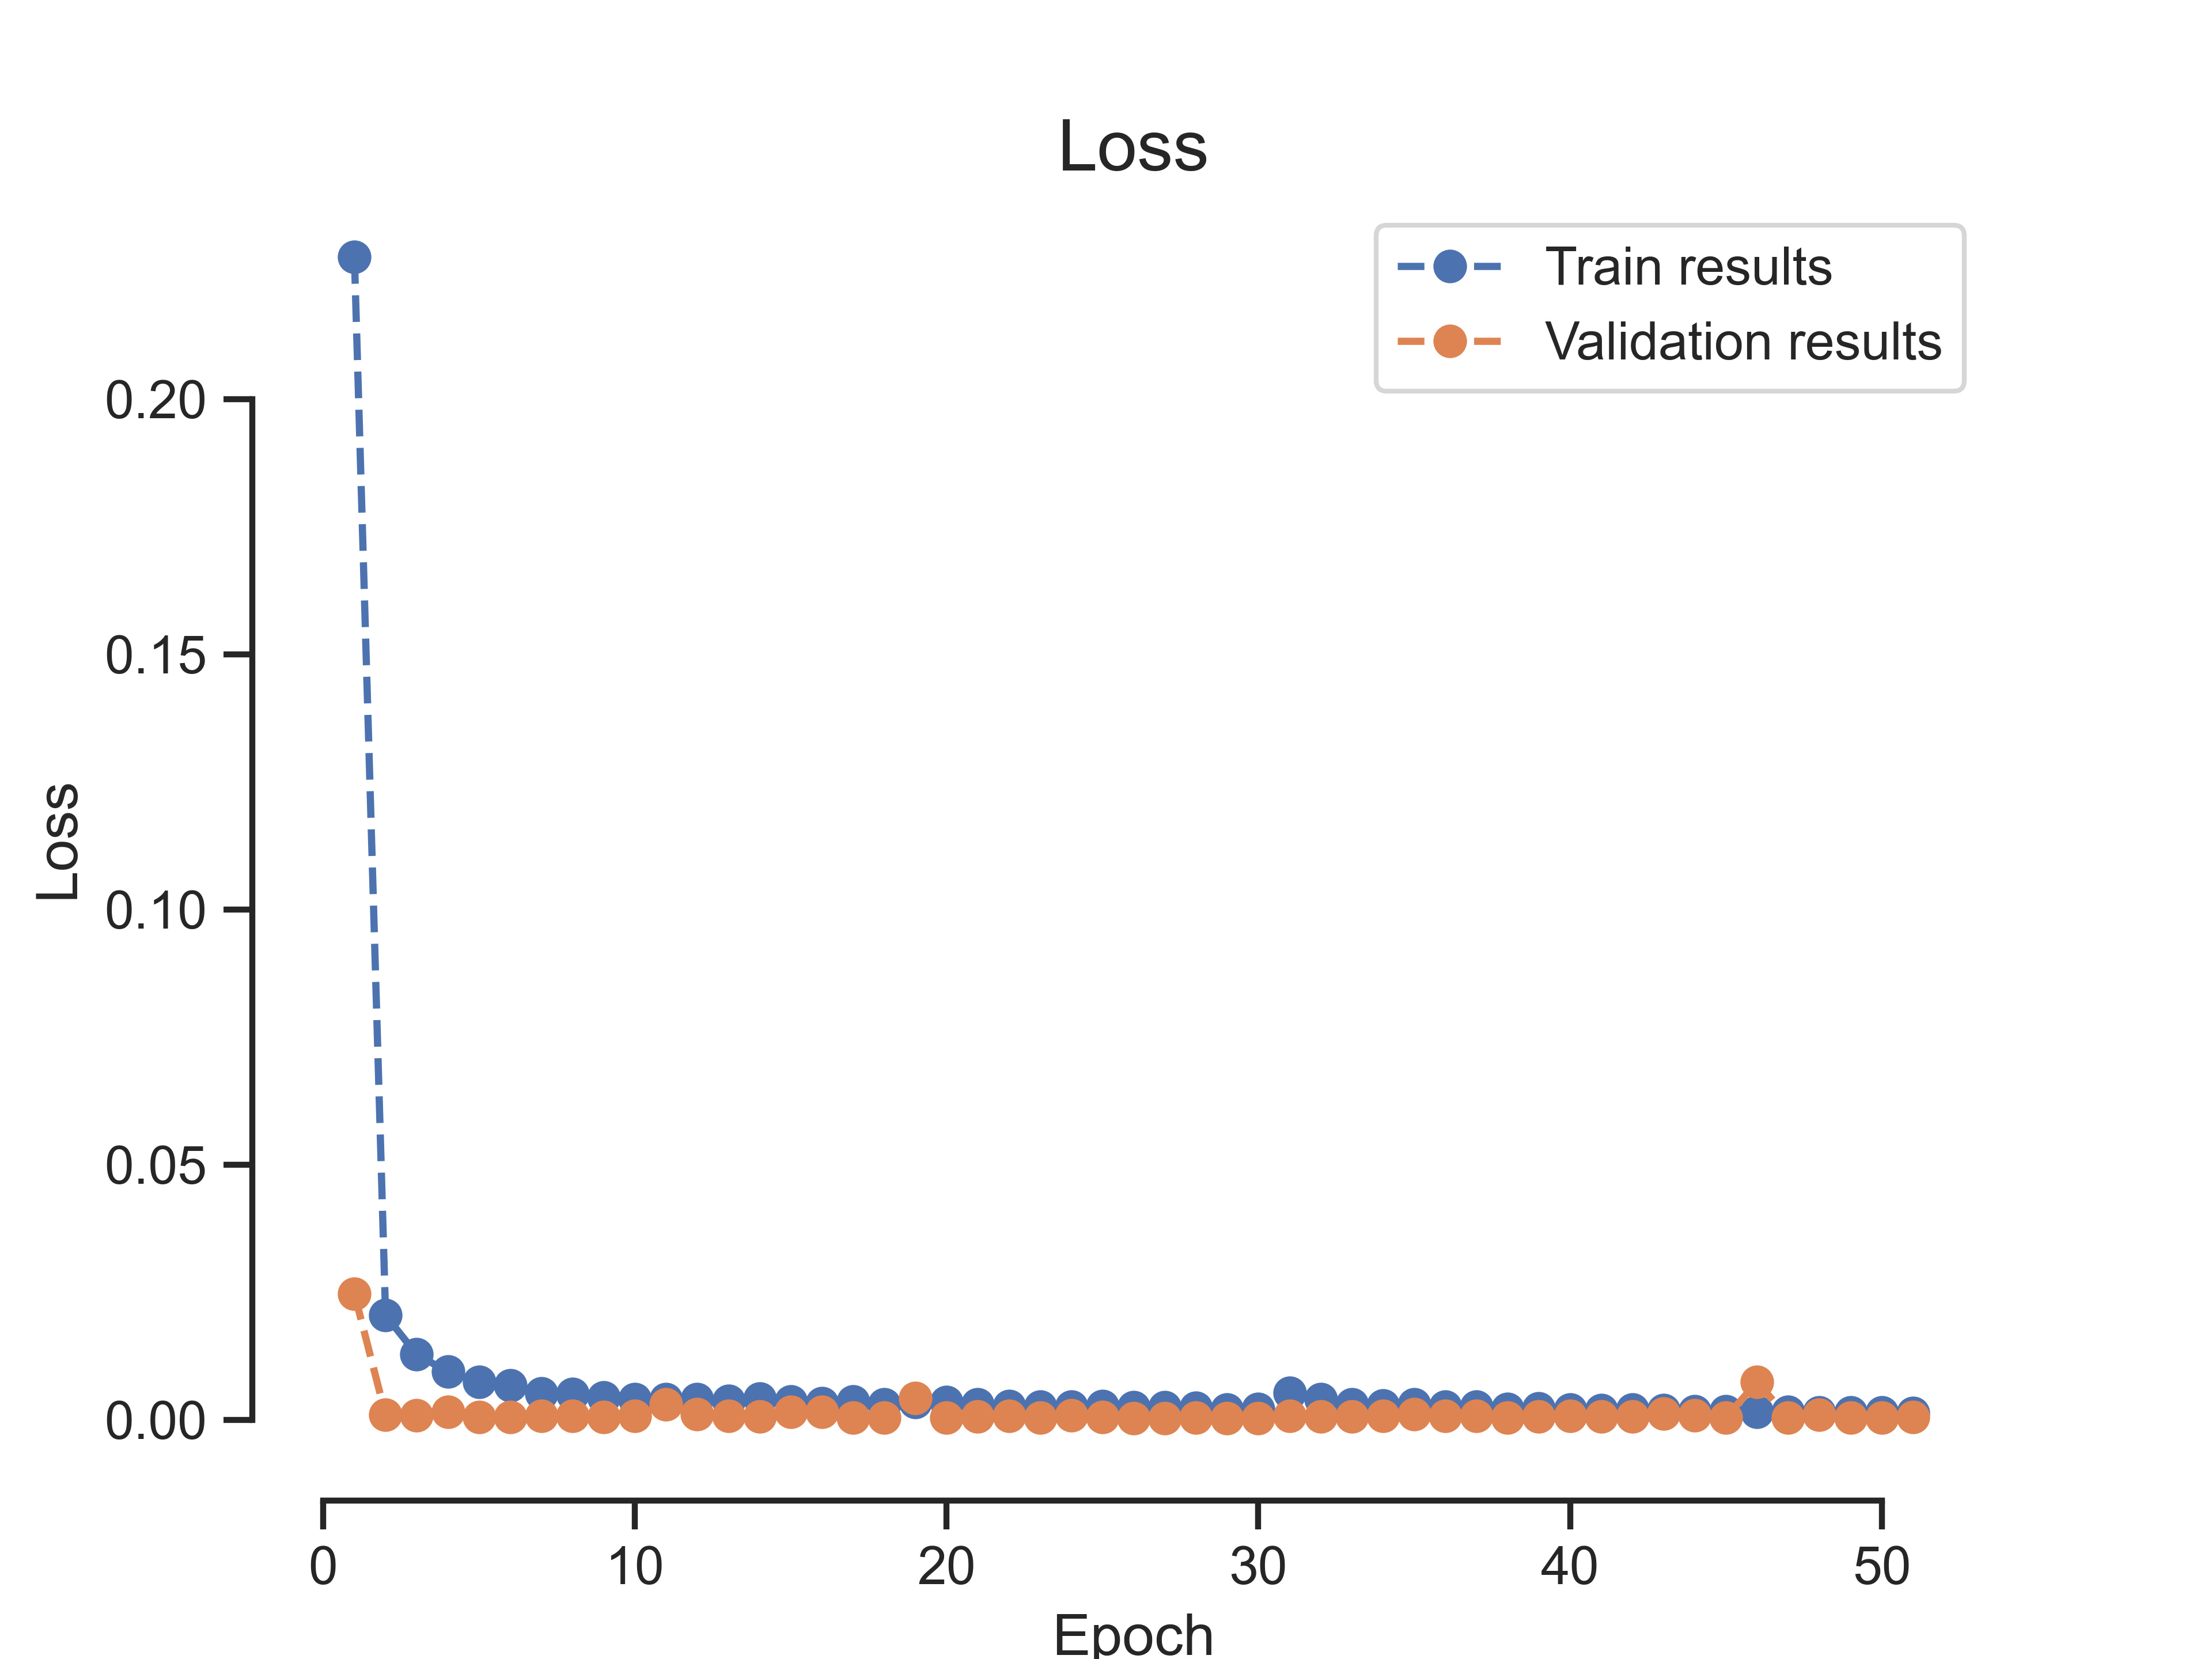 Loss
Train results
Validation results
0.20
0.15
0.10
0.05
0.00
Loss
0 10 20 30 40 50
Epoch